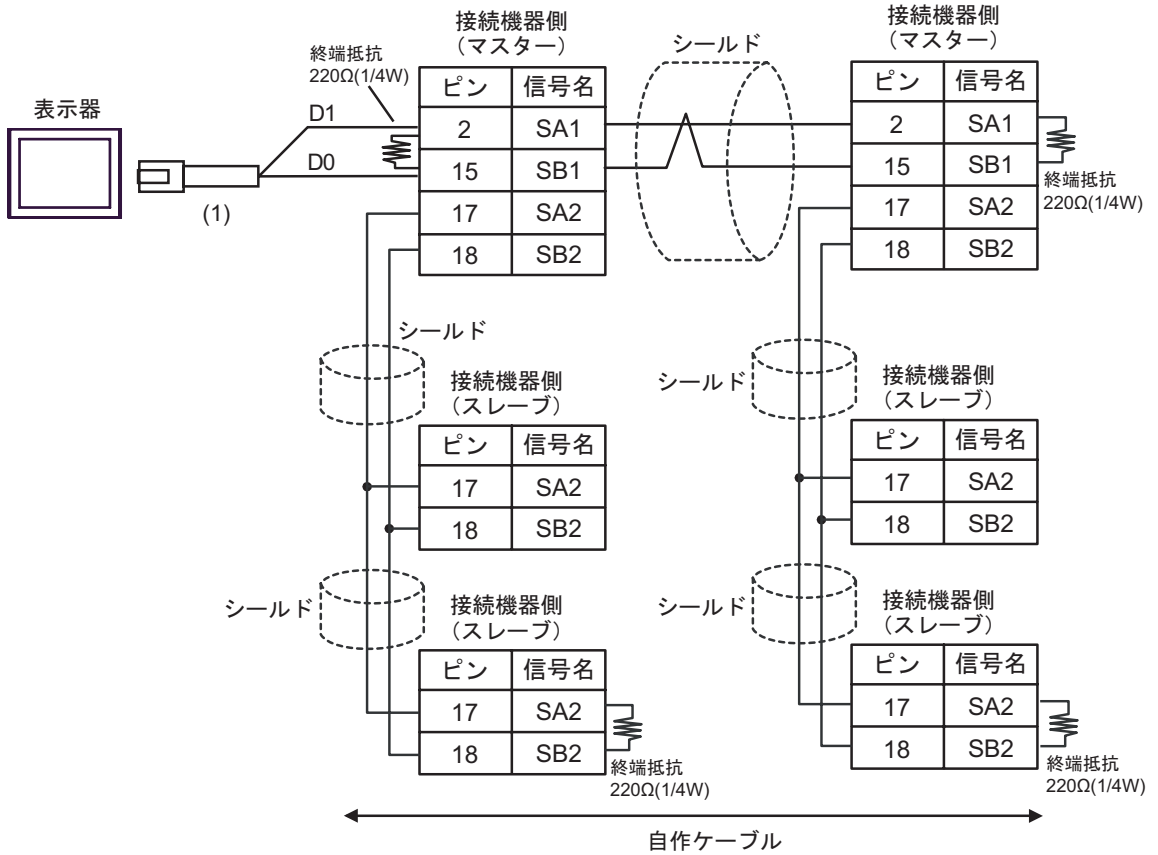 表示器
(1)
D1
D0
終端抵抗
220Ω(1/4W)
接続機器側
（マスター）
ピン 信号名
2 SA1
15 SB1
17 SA2
18 SB2
シールド
接続機器側
（マスター）
ピン 信号名
2 SA1
15 SB1
17 SA2
18 SB2
終端抵抗
220Ω(1/4W)
シールド
接続機器側
（スレーブ）
ピン 信号名
17 SA2
18 SB2
シールド
接続機器側
（スレーブ）
ピン 信号名
17 SA2
18 SB2
シールド
接続機器側
（スレーブ）
ピン 信号名
17 SA2
18 SB2
終端抵抗
220Ω(1/4W)
シールド
接続機器側
（スレーブ）
ピン 信号名
17 SA2
18 SB2
終端抵抗
220Ω(1/4W)
自作ケーブル